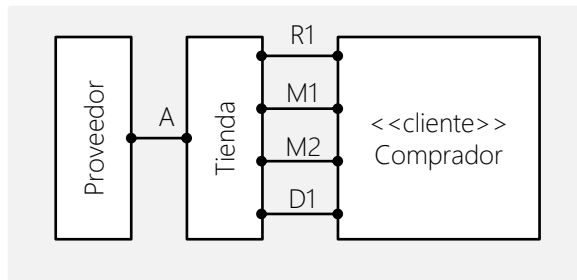 Proveedor
A
Tienda
R1
M1
M2
D1
<<cliente>>
Comprador